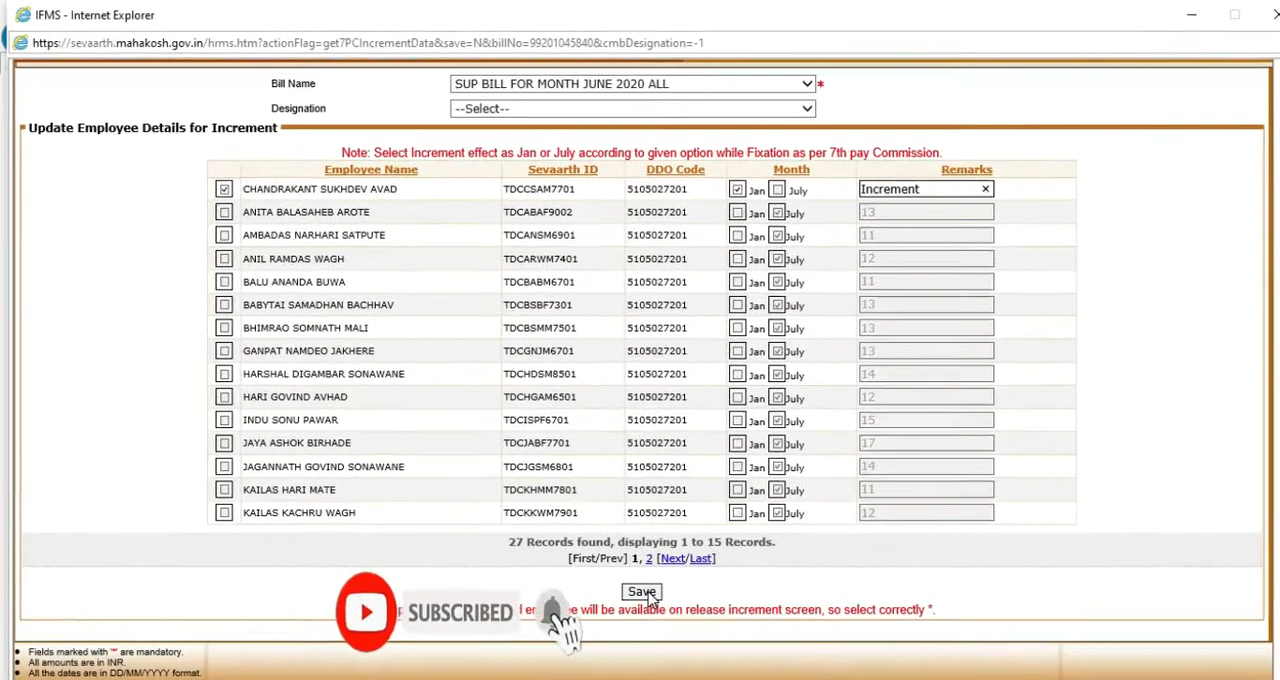 IFMS - Internet Explorer
https://sevaarth.mahakosh.gov.in/hrms.htm?actionFlag=get7PCIncrementData&save=N&billNo=99201045840&cmbDesignation=-1
Bill Name SUP BILL FOR MONTH JUNE 2020 ALL *
Designation --Select--
Update Employee Details for Increment
Note: Select Increment effect as Jan or July according to given option while Fixation as per 7th pay Commission.
Employee Name Sevaarth ID DDO Code Month Remarks
CHANDRAKANT SUKHDEV AVAD TDCCSAM7701 5105027201 Jan July Increment
ANITA BALASAHEB AROTE TDCABAF9002 5105027201 Jan July 13
AMBADAS NARHARI SATPUTE TDCANSM6901 5105027201 Jan July 11
ANIL RAMDAS WAGH TDCARWM7401 5105027201 Jan July 12
BALU ANANDA BUWA TDCBABM6701 5105027201 Jan July 11
BABYTAI SAMADHAN BACHHAV TDCBSBF7301 5105027201 Jan July 13
BHIMRAO SOMNATH MALI TDCBSMM7501 5105027201 Jan July 13
GANPAT NAMDEO JAKHERE TDCGNJM6701 5105027201 Jan July 13
HARSHAL DIGAMBAR SONAWANE TDCHDSM8501 5105027201 Jan July 14
HARI GOVIND AVHAD TDCHGAM6501 5105027201 Jan July 12
INDU SONU PAWAR TDCISPF6701 5105027201 Jan July 15
JAYA ASHOK BIRHADE TDCJABF7701 5105027201 Jan July 17
JAGANNATH GOVIND SONAWANE TDCJGSM6801 5105027201 Jan July 14
KAILAS HARI MATE TDCKHMM7801 5105027201 Jan July 11
KAILAS KACHRU WAGH TDCKKWM7901 5105027201 Jan July 12
27 Records found, displaying 1 to 15 Records.
[First/Prev] 1, 2 [Next/Last]
Save
SUBSCRIBED
will be available on release increment screen, so select correctly *.
Fields marked with '*' are mandatory.
All amounts are in INR.
All the dates are in DD/MM/YYYY format.